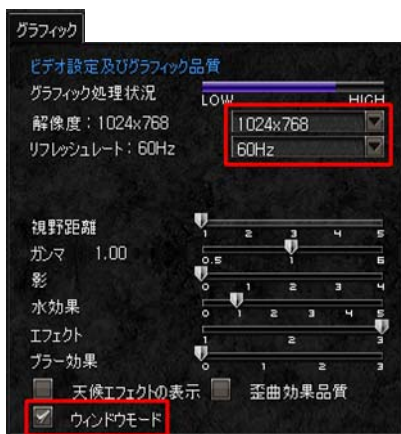 グラフィック
ビデオ設定及びグラフィック品質
グラフィック処理状況
LOW HIGH
解像度：1024x768 1024x768
リフレッシュレート：60Hz 60Hz
視野距離
1 2 3 4 5
ガンマ 1.00
0.5 1 6
影
0 1 2 3 4
水効果
0 1 2 3 4 5
エフェクト
1 2 3
ブラー効果
0 1 2 3
天候エフェクトの表示 歪曲効果品質
ウィンドウモード